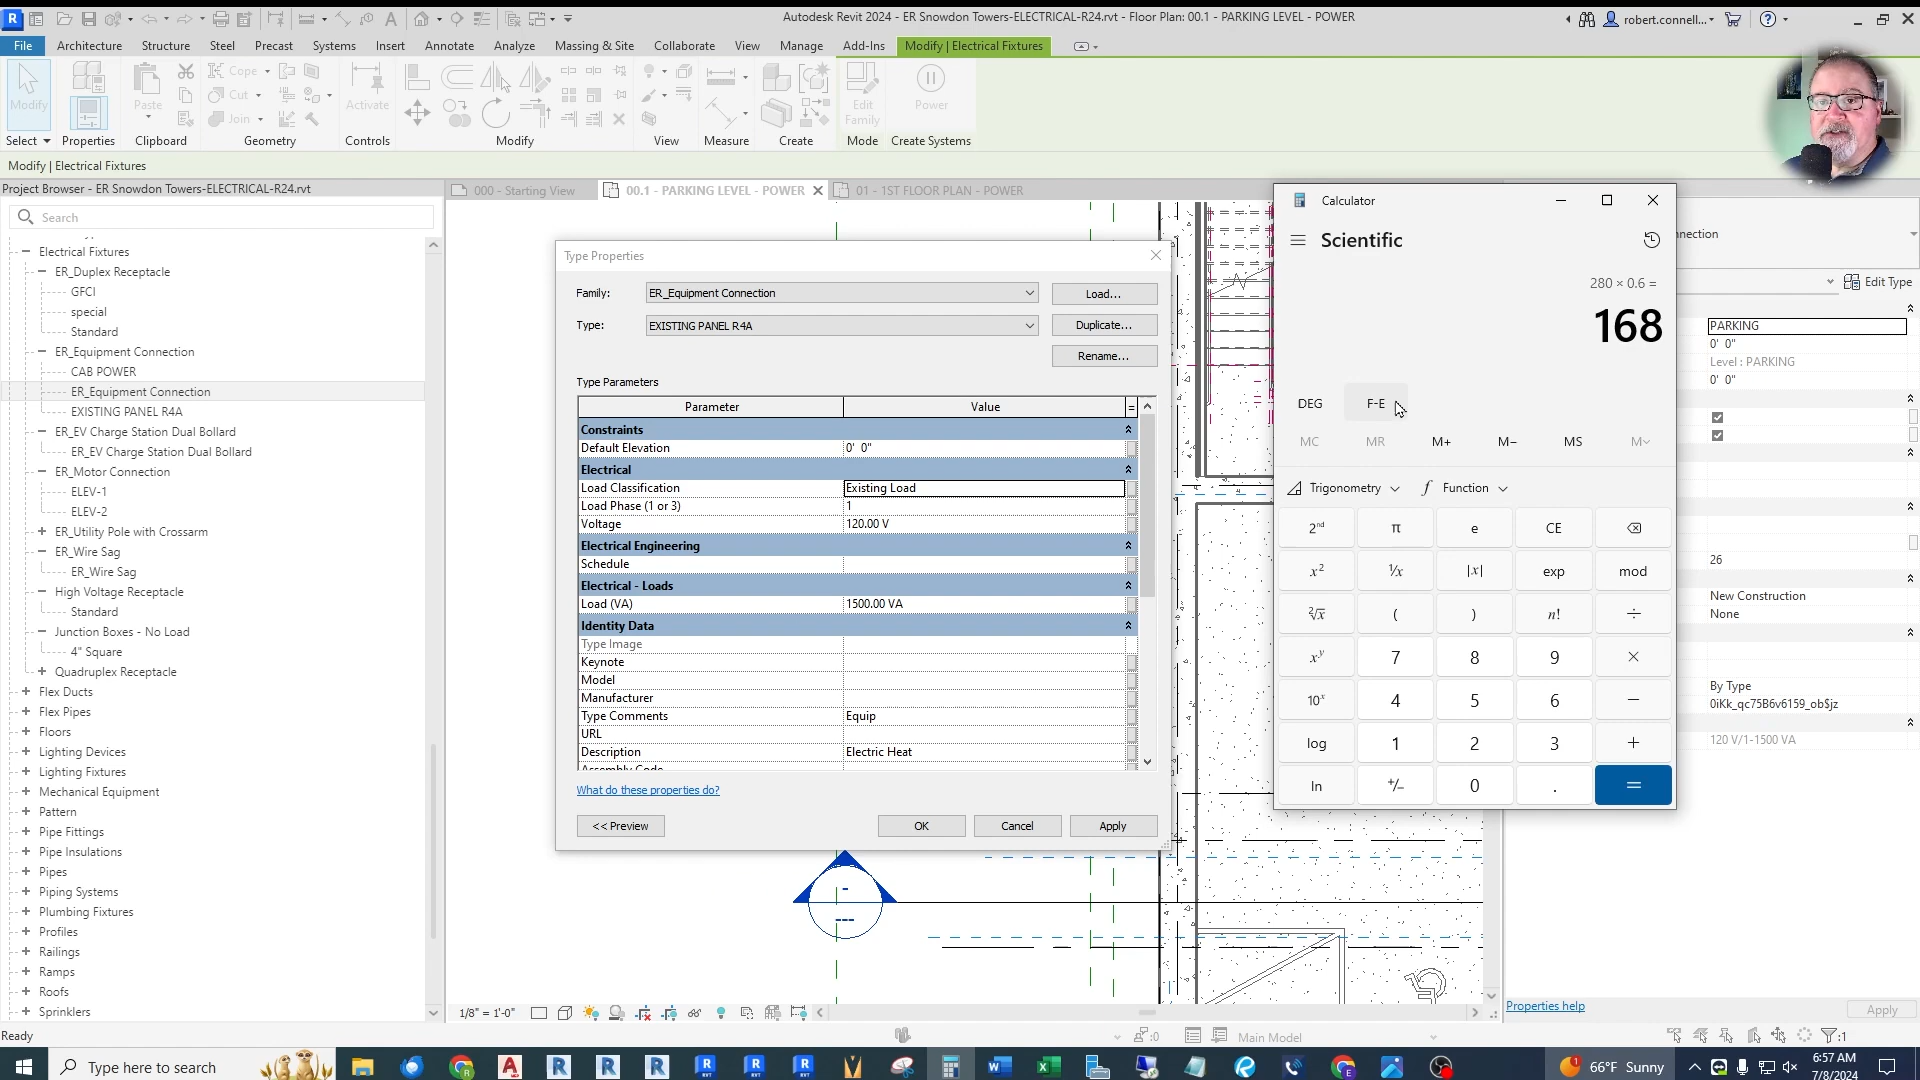 Autodesk Revit 2024 - ER Snowdon Towers-ELECTRICAL-R24.rvt - Floor Plan: 00.1 - PARKING LEVEL - POWER
robert.connell...
File Architecture Structure Steel Precast Systems Insert Annotate Analyze Massing & Site Collaborate View Manage Add-Ins Modify | Electrical Fixtures
Modify
Paste
Cope
Cut
Join
Activate
Edit Family
Power
Select Properties Clipboard Geometry Controls Modify View Measure Create Mode Create Systems
Modify | Electrical Fixtures
Project Browser - ER Snowdon Towers-ELECTRICAL-R24.rvt
Search
Electrical Fixtures
ER_Duplex Receptacle
GFCI
special
Standard
ER_Equipment Connection
CAB POWER
ER_Equipment Connection
EXISTING PANEL R4A
ER_EV Charge Station Dual Bollard
ER_EV Charge Station Dual Bollard
ER_Motor Connection
ELEV-1
ELEV-2
ER_Utility Pole with Crossarm
ER_Wire Sag
ER_Wire Sag
High Voltage Receptacle
Standard
Junction Boxes - No Load
4" Square
Quadruplex Receptacle
Flex Ducts
Flex Pipes
Floors
Lighting Devices
Lighting Fixtures
Mechanical Equipment
Pattern
Pipe Fittings
Pipe Insulations
Pipes
Piping Systems
Plumbing Fixtures
Profiles
Railings
Ramps
Roofs
Sprinklers
000 - Starting View
00.1 - PARKING LEVEL - POWER
01 - 1ST FLOOR PLAN - POWER
Type Properties
Family: ER_Equipment Connection Load...
Type: EXISTING PANEL R4A Duplicate...
Rename...
Type Parameters
Parameter Value =
Constraints
Default Elevation 0' 0"
Electrical
Load Classification Existing Load
Load Phase (1 or 3) 1
Voltage 120.00 V
Electrical Engineering
Schedule
Electrical - Loads
Load (VA) 1500.00 VA
Identity Data
Type Image
Keynote
Model
Manufacturer
Type Comments Equip
URL
Description Electric Heat
Assembly Code
What do these properties do?
<< Preview OK Cancel Apply
Calculator
Scientific
280 × 0.6 =
168
DEG F-E
MC MR M+ M− MS M
Trigonometry f Function
2nd π e CE
x² ¹/x |x| exp mod
²√x ( ) n! ÷
xʸ 7 8 9 ×
10ˣ 4 5 6 −
log 1 2 3 +
ln +/− 0 . =
nnection
Edit Type
PARKING
0' 0"
Level : PARKING
0' 0"
26
New Construction
None
By Type
0iKk_qc75B6v6159_ob$jz
120 V/1-1500 VA
Properties help
Apply
1/8" = 1'-0"
Ready
:0
Main Model
:1
Type here to search
66°F Sunny
6:57 AM
7/8/2024